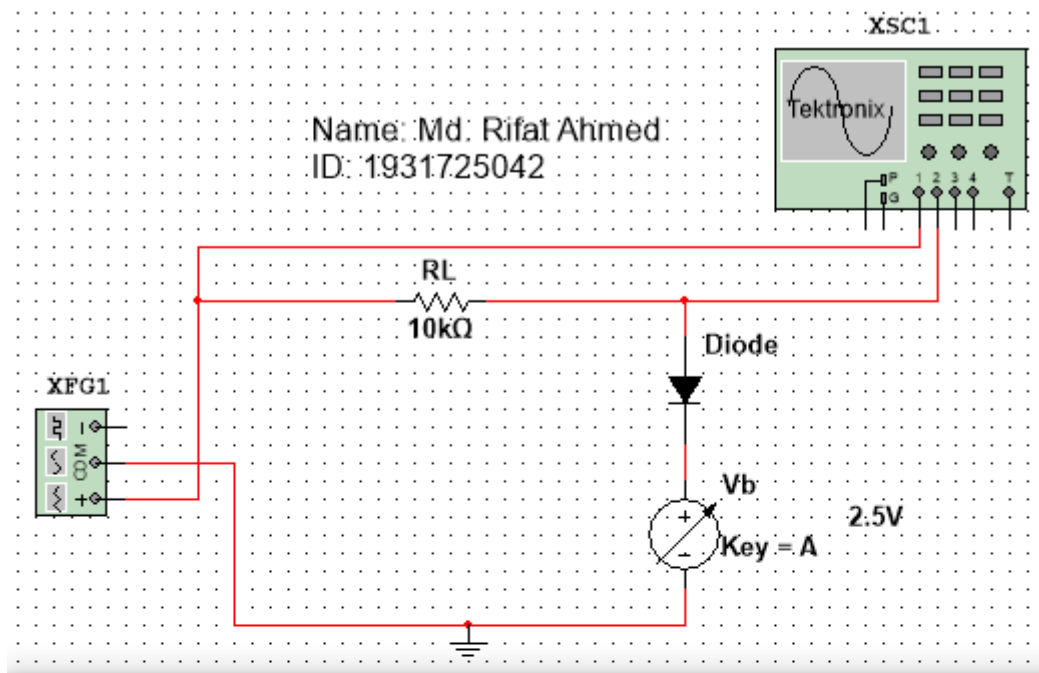 XSC1
Tektronix
P 1 2 3 4 T
G
Name: Md. Rifat Ahmed
ID: 1931725042
RL
10kΩ
Diode
XFG1
COM
Vb
2.5V
Key = A